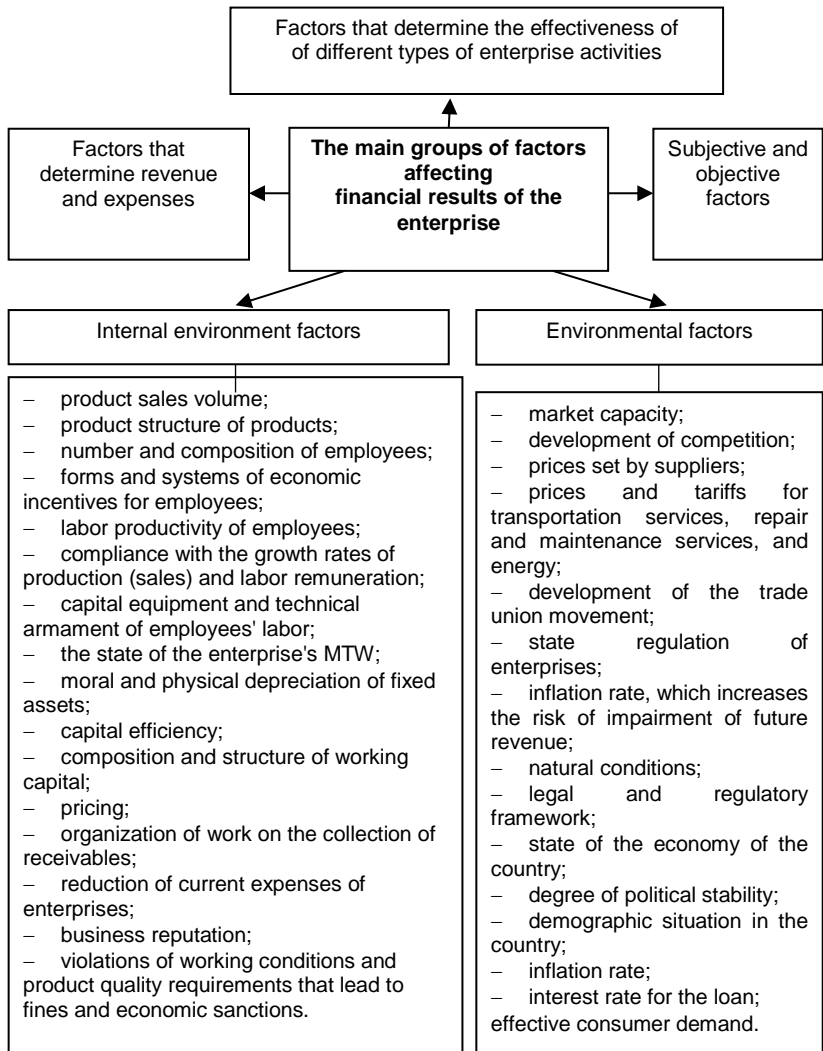 Factors that determine the effectiveness of
of different types of enterprise activities
Factors that
determine revenue
and expenses
The main groups of factors
affecting
financial results of the
enterprise
Subjective and
objective
factors
Internal environment factors
Environmental factors
– product sales volume;
– product structure of products;
– number and composition of employees;
– forms and systems of economic
incentives for employees;
– labor productivity of employees;
– compliance with the growth rates of
production (sales) and labor remuneration;
– capital equipment and technical
armament of employees' labor;
– the state of the enterprise's MTW;
– moral and physical depreciation of fixed
assets;
– capital efficiency;
– composition and structure of working
capital;
– pricing;
– organization of work on the collection of
receivables;
– reduction of current expenses of
enterprises;
– business reputation;
– violations of working conditions and
product quality requirements that lead to
fines and economic sanctions.
– market capacity;
– development of competition;
– prices set by suppliers;
– prices and tariffs for
transportation services, repair
and maintenance services, and
energy;
– development of the trade
union movement;
– state regulation of
enterprises;
– inflation rate, which increases
the risk of impairment of future
revenue;
– natural conditions;
– legal and regulatory
framework;
– state of the economy of the
country;
– degree of political stability;
– demographic situation in the
country;
– inflation rate;
– interest rate for the loan;
effective consumer demand.